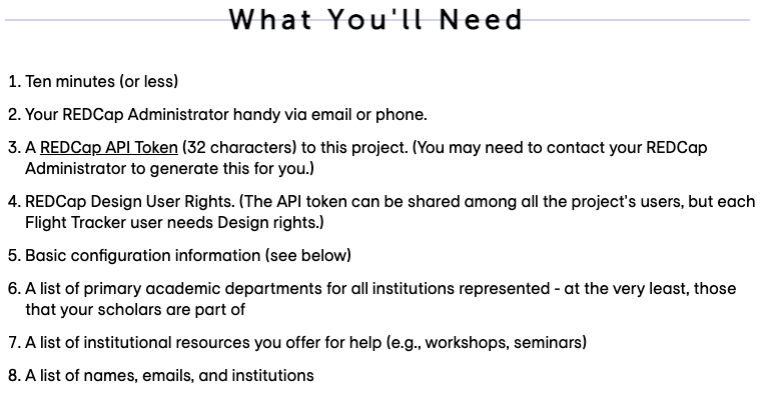 What You'll Need
1. Ten minutes (or less)
2. Your REDCap Administrator handy via email or phone.
3. A REDCap API Token (32 characters) to this project. (You may need to contact your REDCap
Administrator to generate this for you.)
4. REDCap Design User Rights. (The API token can be shared among all the project's users, but each
Flight Tracker user needs Design rights.)
5. Basic configuration information (see below)
6. A list of primary academic departments for all institutions represented - at the very least, those
that your scholars are part of
7. A list of institutional resources you offer for help (e.g., workshops, seminars)
8. A list of names, emails, and institutions